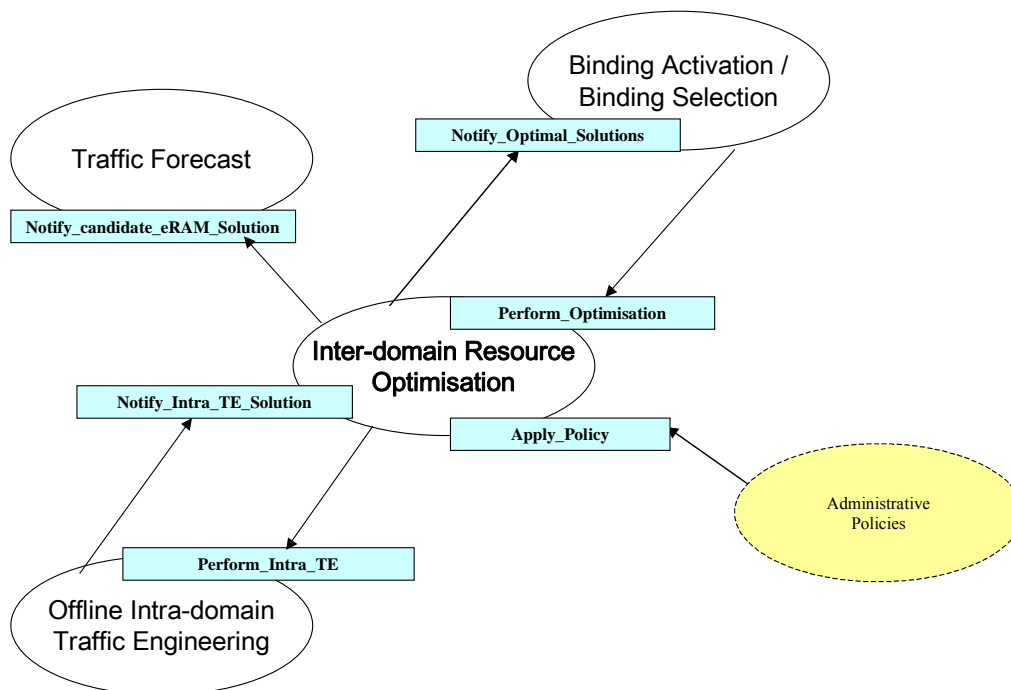 Binding Activation /
Binding Selection
Notify_Optimal_Solutions
Traffic Forecast
Notify_candidate_eRAM_Solution
Perform_Optimisation
Inter-domain Resource
Optimisation
Notify_Intra_TE_Solution
Apply_Policy
Administrative
Policies
Perform_Intra_TE
Offline Intra-domain
Traffic Engineering